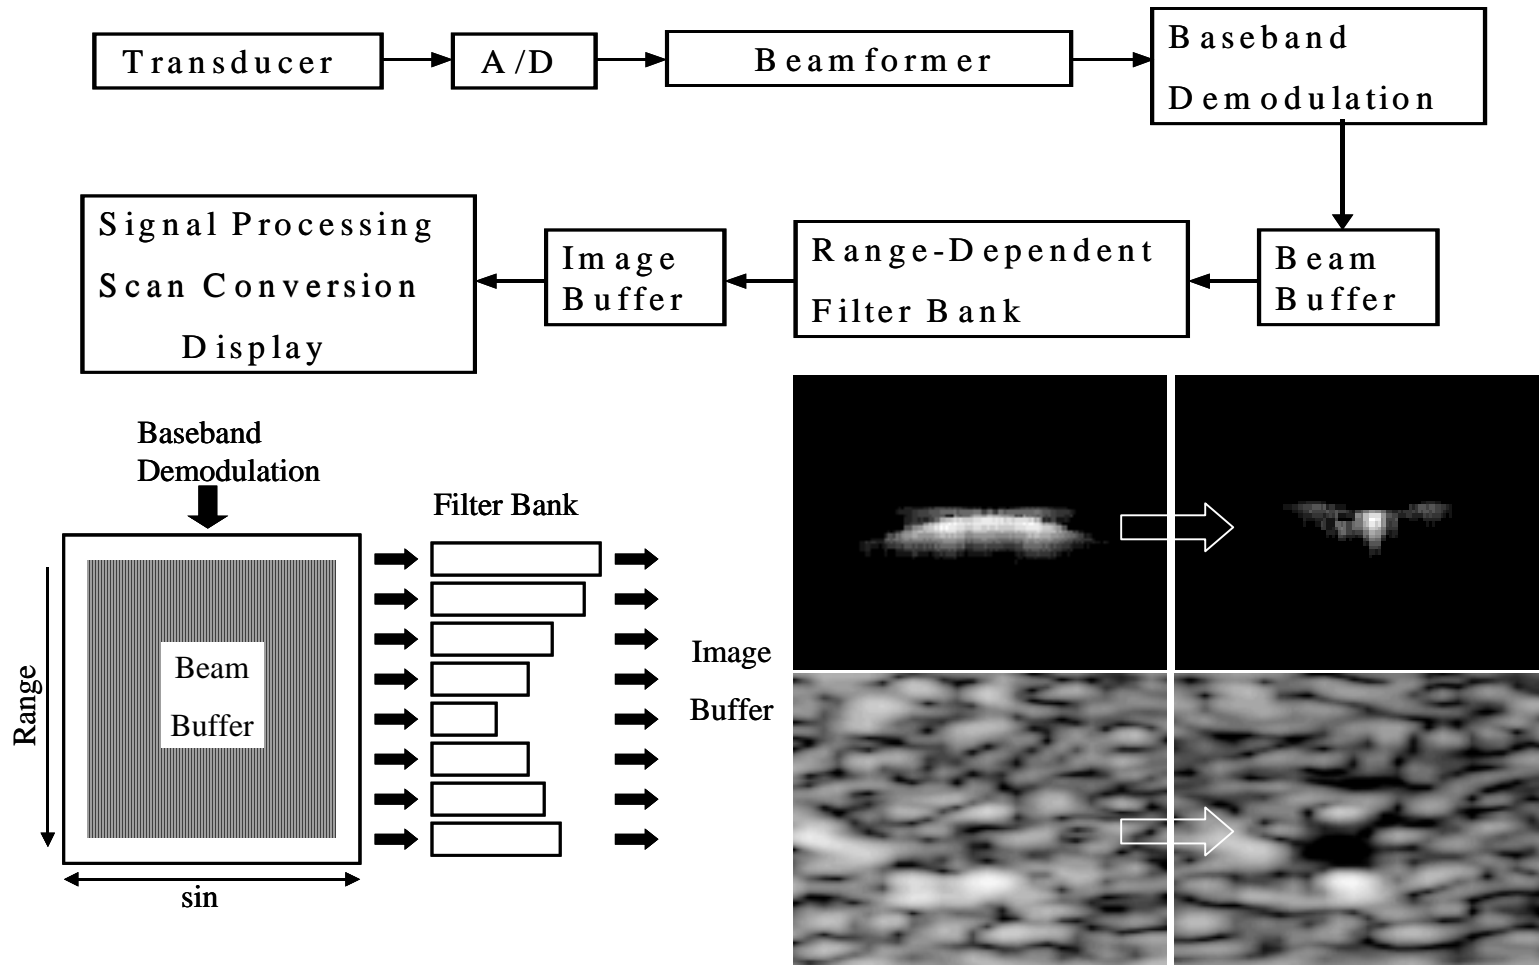 Transducer
A/D
Beamformer
Baseband
Demodulation
Signal Processing
Scan Conversion
Display
Image
Buffer
Range-Dependent
Filter Bank
Beam
Buffer
Baseband
Demodulation
Filter Bank
Range
Beam
Buffer
sin
Image
Buffer